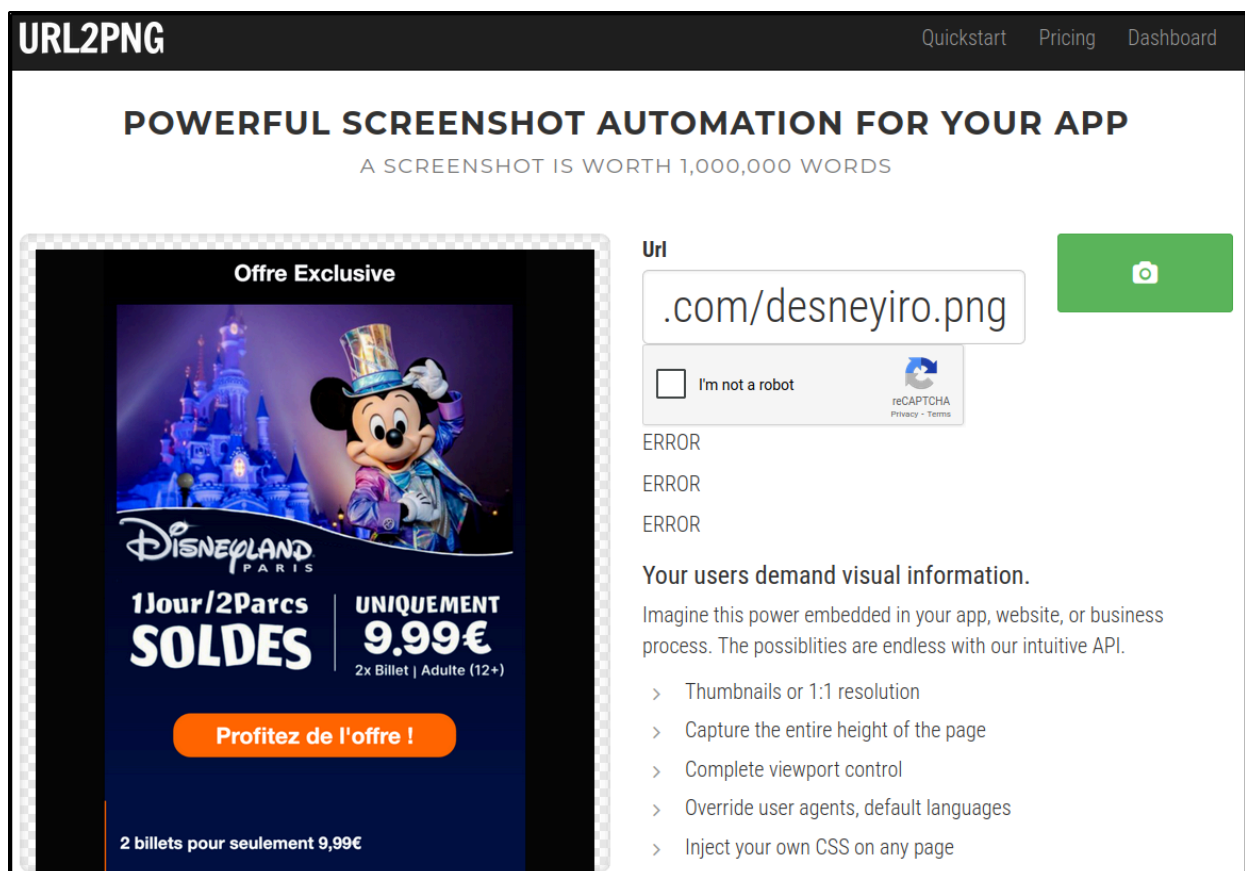 URL2PNG
Quickstart Pricing Dashboard
POWERFUL SCREENSHOT AUTOMATION FOR YOUR APP
A SCREENSHOT IS WORTH 1,000,000 WORDS
Offre Exclusive
DISNEYLAND
PARIS
1Jour/2Parcs
SOLDES
UNIQUEMENT
9.99€
2x Billet | Adulte (12+)
Profitez de l'offre !
2 billets pour seulement 9,99€
Url
.com/desneyiro.png
I'm not a robot
reCAPTCHA
Privacy - Terms
ERROR
ERROR
ERROR
Your users demand visual information.
Imagine this power embedded in your app, website, or business
process. The possiblities are endless with our intuitive API.
> Thumbnails or 1:1 resolution
> Capture the entire height of the page
> Complete viewport control
> Override user agents, default languages
> Inject your own CSS on any page